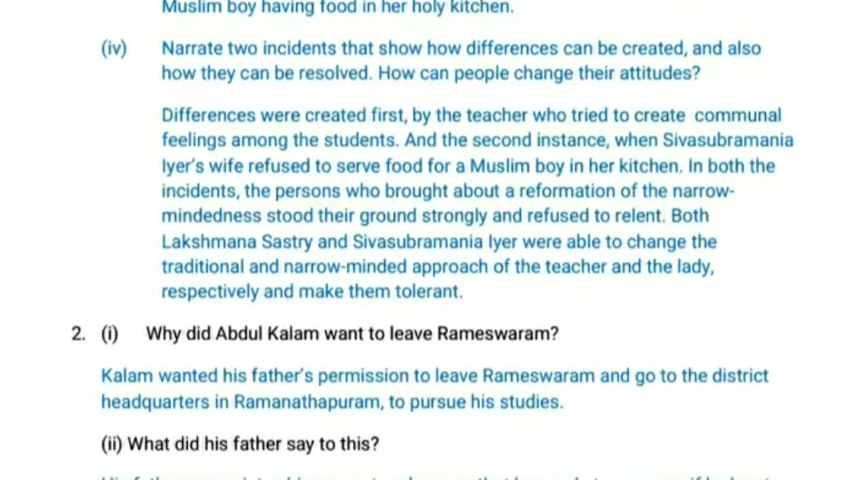 Muslim boy having food in her holy kitchen.
(iv) Narrate two incidents that show how differences can be created, and also
how they can be resolved. How can people change their attitudes?
Differences were created first, by the teacher who tried to create communal
feelings among the students. And the second instance, when Sivasubramania
Iyer's wife refused to serve food for a Muslim boy in her kitchen. In both the
incidents, the persons who brought about a reformation of the narrow-
mindedness stood their ground strongly and refused to relent. Both
Lakshmana Sastry and Sivasubramania Iyer were able to change the
traditional and narrow-minded approach of the teacher and the lady,
respectively and make them tolerant.
2. (i) Why did Abdul Kalam want to leave Rameswaram?
Kalam wanted his father's permission to leave Rameswaram and go to the district
headquarters in Ramanathapuram, to pursue his studies.
(ii) What did his father say to this?